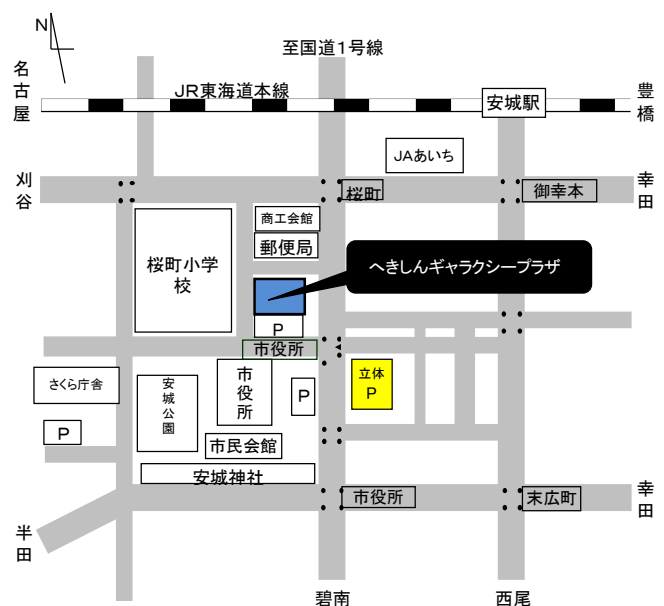 N
至国道1号線
名古屋
JR東海道本線
安城駅
豊橋
JAあいち
刈谷
桜町
御幸本
幸田
商工会館
郵便局
桜町小学
校
へきしんギャラクシープラザ
P
市役所
さくら庁舎
安城公園
市役所
P
立体
P
P
市民会館
安城神社
市役所
末広町
幸田
半田
碧南
西尾